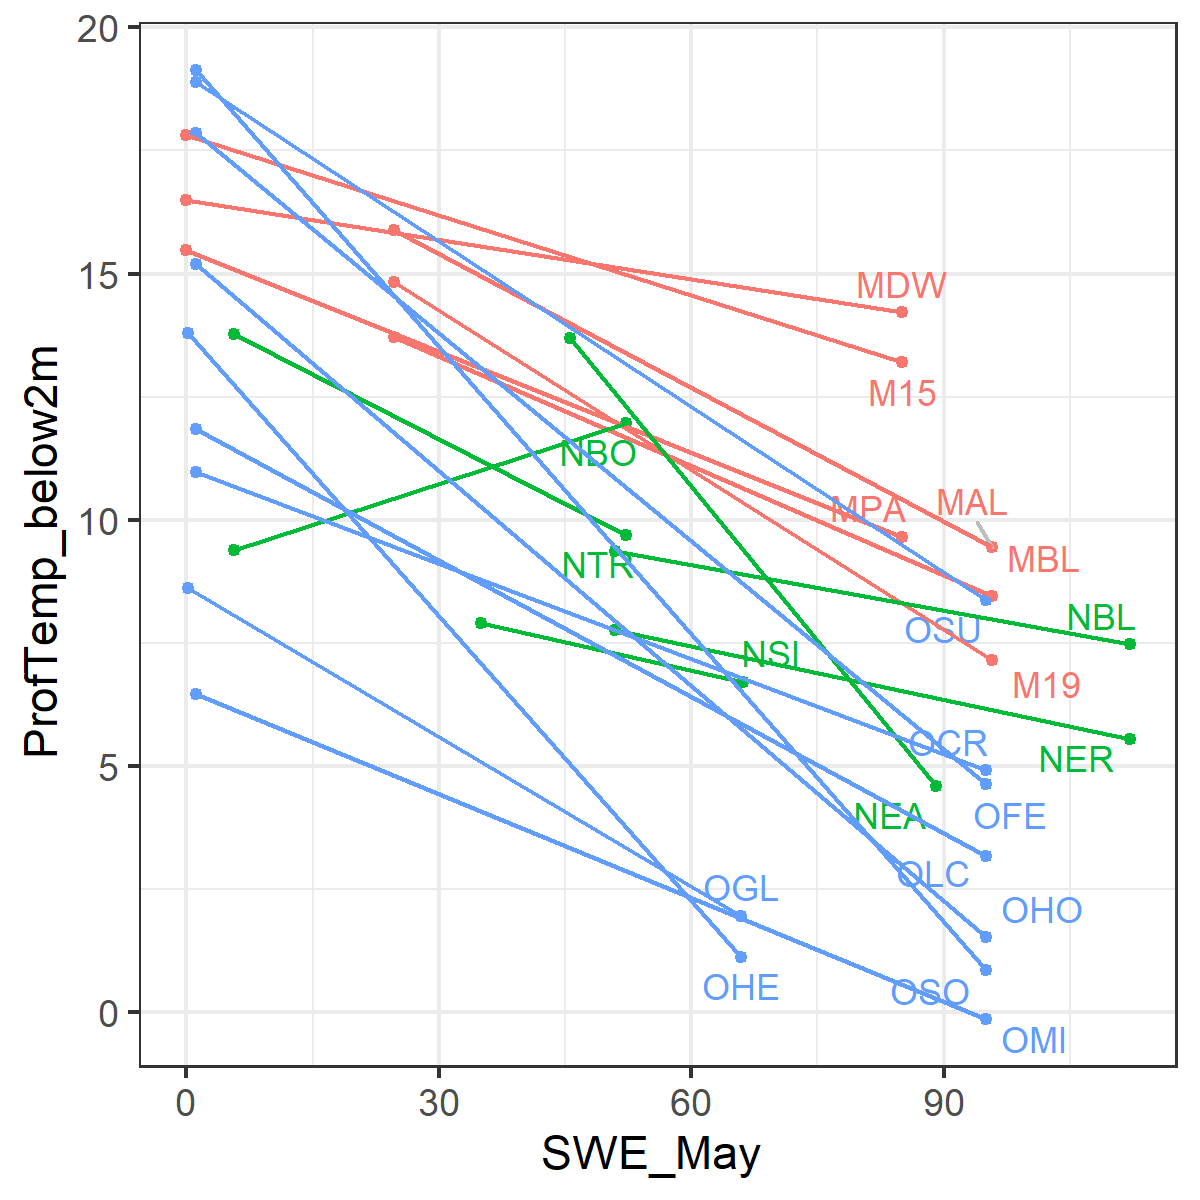 20
15
10
5
0
ProfTemp_below2m
MDW
M15
NBO
MPA
MAL
MBL
NTR
NBL
OSU
NSI
M19
OCR
NER
NEA
OFE
OLC
OGL
OHO
OHE
OSO
OMI
0 30 60 90
SWE_May